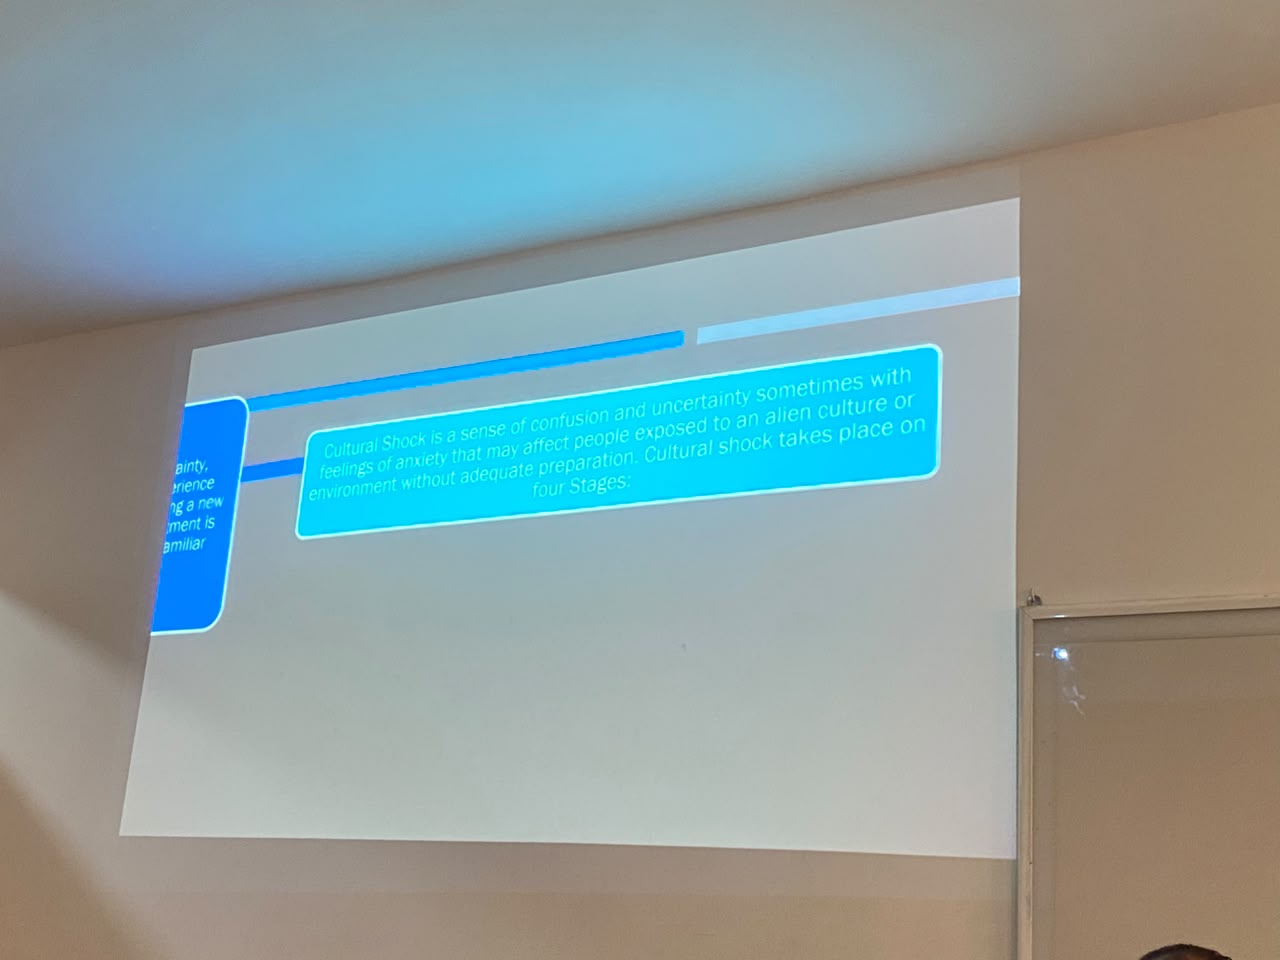 ainty,
erience
ng a new
ment is
amiliar
Cultural Shock is a sense of confusion and uncertainty sometimes with
feelings of anxiety that may affect people exposed to an alien culture or
environment without adequate preparation. Cultural shock takes place on
four Stages: